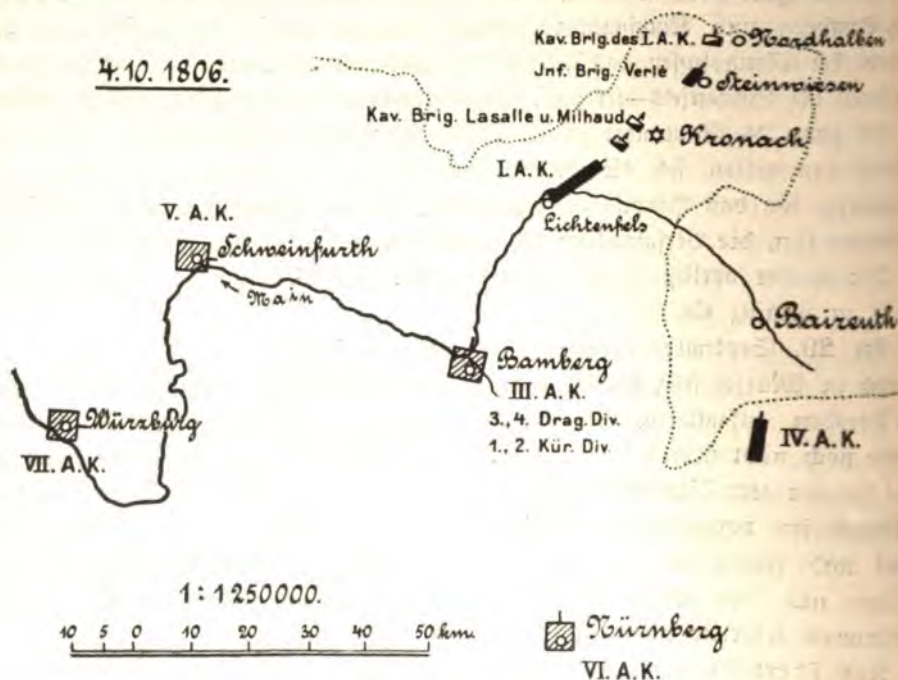 4.10. 1806.
Kav. Brig. des I. A. K.
Nordhalben
Jnf. Brig. Verlé
Steinwiesen
Kav. Brig. Lasalle u. Milhaud
Kronach
I. A. K.
Lichtenfels
V. A. K.
Schweinfurth
Main
Baireuth
Bamberg
III. A. K.
3., 4. Drag. Div.
1., 2. Kür. Div.
Würzburg
VII. A. K.
IV. A. K.
1:1250000.
10 5 0 10 20 30 40 50 km.
Nürnberg
VI. A. K.